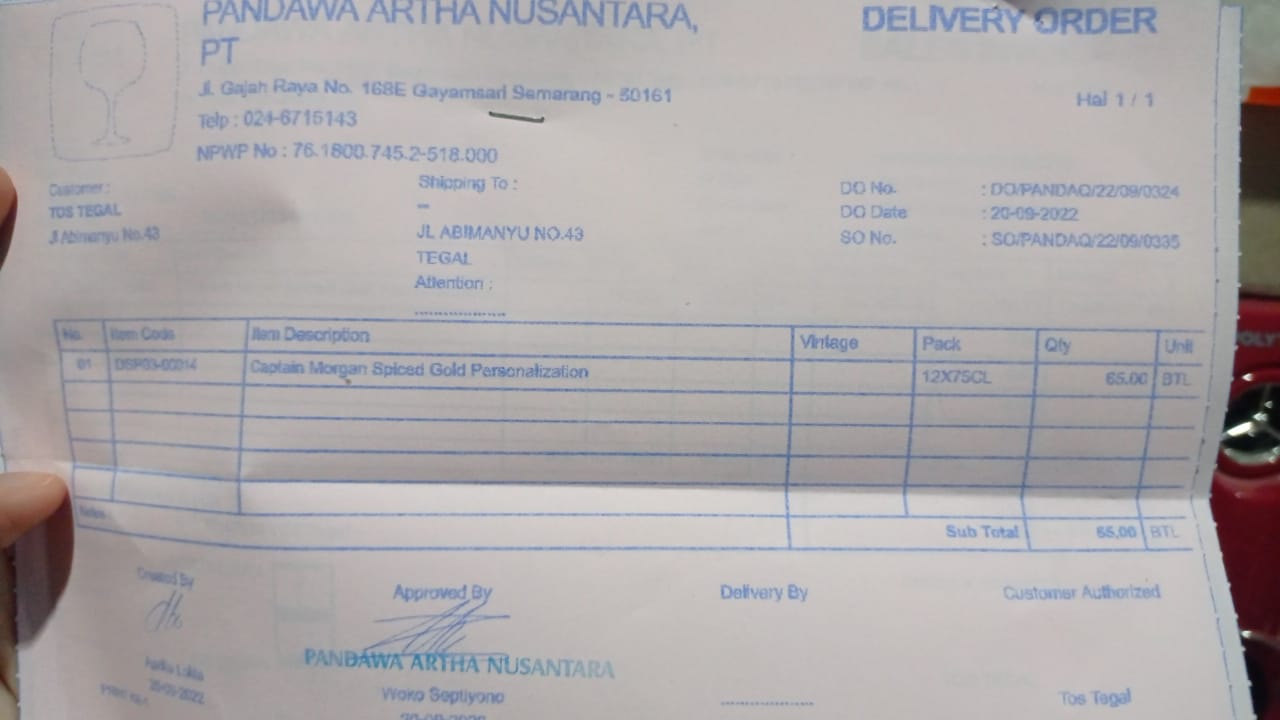 PANDAWA ARTHA NUSANTARA,
PT
DELIVERY ORDER
Jl. Gajah Raya No. 168E Gayamsari Semarang - 50161
Hal 1 / 1
Telp : 024-6715143
NPWP No : 76.1800.745.2-518.000
Customer :
TOS TEGAL
Jl Abimanyu No.43
Shipping To :
--
JL ABIMANYU NO.43
TEGAL
Attention :
DO No. : DO/PANDAQ/22/09/0324
DO Date : 20-09-2022
SO No. : SO/PANDAQ/22/09/0335
No. Item Code Item Description Vintage Pack Qty Unit
01 DSP03-00014 Captain Morgan Spiced Gold Personalization 12X75CL 65.00 BTL
Notes
Sub Total 65,00 BTL
Created By Approved By Delivery By Customer Authorized
PANDAWA ARTHA NUSANTARA
Woko Septiyono
20-09-2022
Tos Tegal